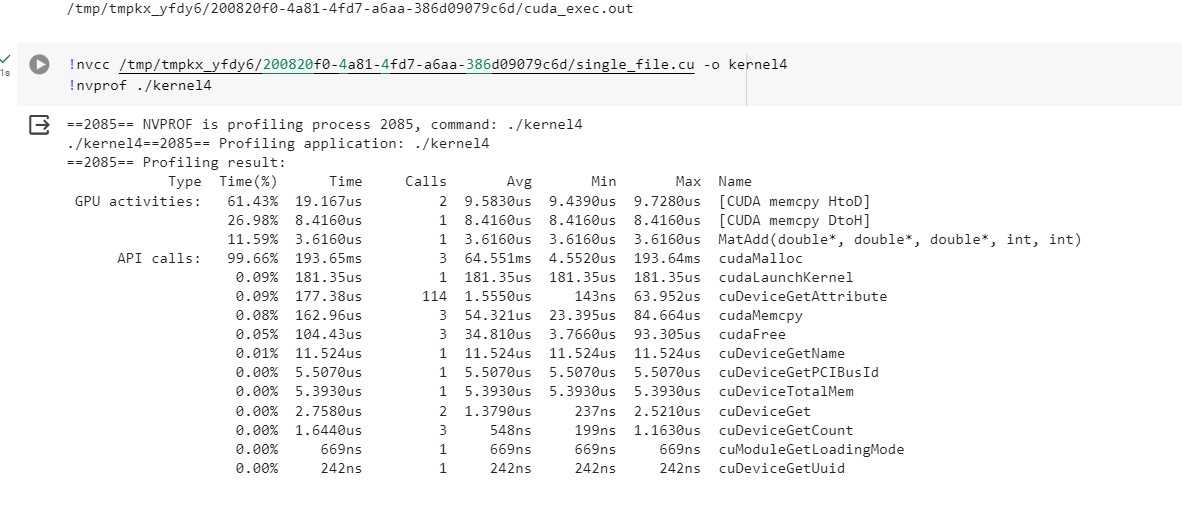 /tmp/tmpkx_yfdy6/200820f0-4a81-4fd7-a6aa-386d09079c6d/cuda_exec.out
!nvcc /tmp/tmpkx_yfdy6/200820f0-4a81-4fd7-a6aa-386d09079c6d/single_file.cu -o kernel4
1s
!nvprof ./kernel4
==2085== NVPROF is profiling process 2085, command: ./kernel4
./kernel4==2085== Profiling application: ./kernel4
==2085== Profiling result:
Type Time(%) Time Calls Avg Min Max Name
GPU activities: 61.43% 19.167us 2 9.5830us 9.4390us 9.7280us [CUDA memcpy HtoD]
26.98% 8.4160us 1 8.4160us 8.4160us 8.4160us [CUDA memcpy DtoH]
11.59% 3.6160us 1 3.6160us 3.6160us 3.6160us MatAdd(double*, double*, double*, int, int)
API calls: 99.66% 193.65ms 3 64.551ms 4.5520us 193.64ms cudaMalloc
0.09% 181.35us 1 181.35us 181.35us 181.35us cudaLaunchKernel
0.09% 177.38us 114 1.5550us 143ns 63.952us cuDeviceGetAttribute
0.08% 162.96us 3 54.321us 23.395us 84.664us cudaMemcpy
0.05% 104.43us 3 34.810us 3.7660us 93.305us cudaFree
0.01% 11.524us 1 11.524us 11.524us 11.524us cuDeviceGetName
0.00% 5.5070us 1 5.5070us 5.5070us 5.5070us cuDeviceGetPCIBusId
0.00% 5.3930us 1 5.3930us 5.3930us 5.3930us cuDeviceTotalMem
0.00% 2.7580us 2 1.3790us 237ns 2.5210us cuDeviceGet
0.00% 1.6440us 3 548ns 199ns 1.1630us cuDeviceGetCount
0.00% 669ns 1 669ns 669ns 669ns cuModuleGetLoadingMode
0.00% 242ns 1 242ns 242ns 242ns cuDeviceGetUuid